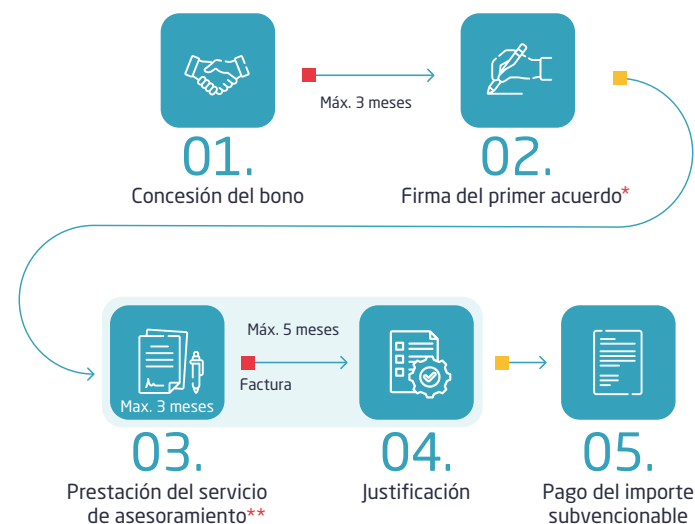 Máx. 3 meses
01.
Concesión del bono
02.
Firma del primer acuerdo*
Máx. 5 meses
Factura
Max. 3 meses
03.
Prestación del servicio
de asesoramiento**
04.
Justificación
05.
Pago del importe
subvencionable